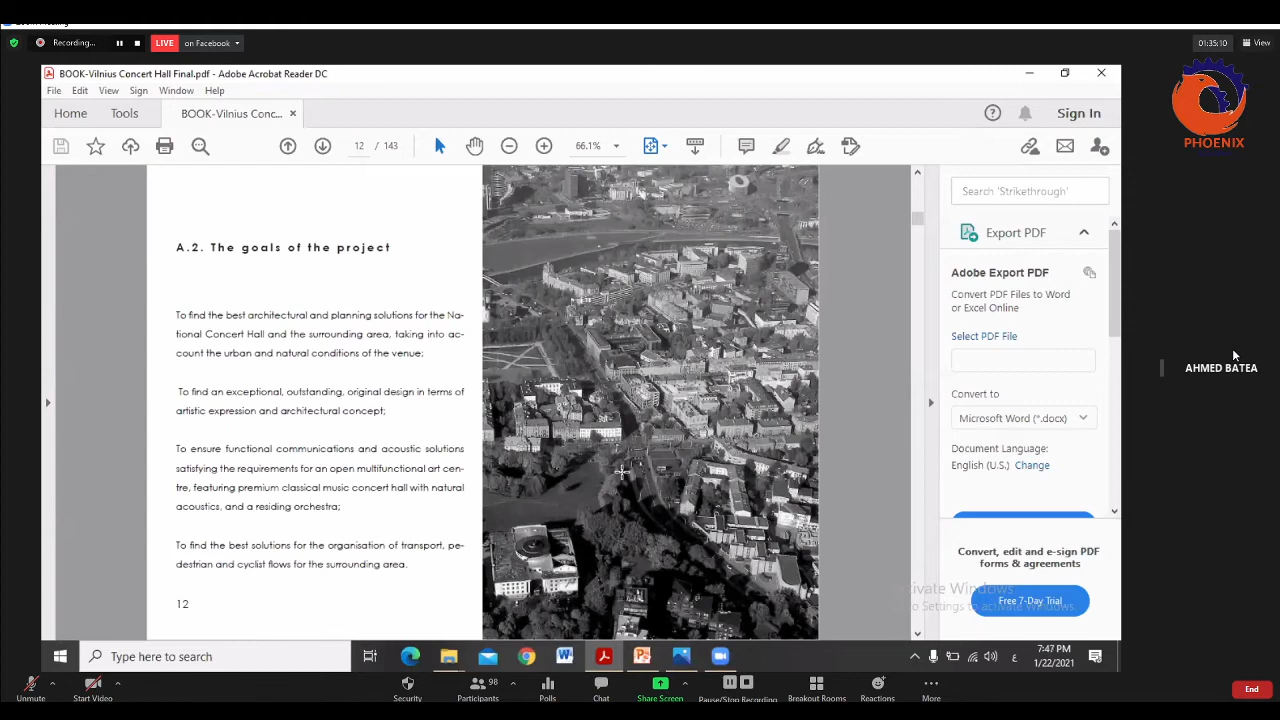 Recording...
LIVE
on Facebook
01:35:10
View
BOOK-Vilnius Concert Hall Final.pdf - Adobe Acrobat Reader DC
File Edit View Sign Window Help
Home Tools BOOK-Vilnius Conc... Sign In
12 / 143 66.1%
A.2. The goals of the project
To find the best architectural and planning solutions for the Na-
tional Concert Hall and the surrounding area, taking into ac-
count the urban and natural conditions of the venue;
To find an exceptional, outstanding, original design in terms of
artistic expression and architectural concept;
To ensure functional communications and acoustic solutions
satisfying the requirements for an open multifunctional art cen-
tre, featuring premium classical music concert hall with natural
acoustics, and a residing orchestra;
To find the best solutions for the organisation of transport, pe-
destrian and cyclist flows for the surrounding area.
12
Search 'Strikethrough'
Export PDF
Adobe Export PDF
Convert PDF Files to Word
or Excel Online
Select PDF File
Convert to
Microsoft Word (*.docx)
Document Language:
English (U.S.) Change
Convert, edit and e-sign PDF
forms & agreements
Free 7-Day Trial
Activate Windows
to Settings to activate Windows.
PHOENIX
AHMED BATEA
Type here to search
ع
7:47 PM
1/22/2021
Unmute
Start Video
Security
Participants
98
Polls
Chat
Share Screen
Pause/Stop Recording
Breakout Rooms
Reactions
More
End